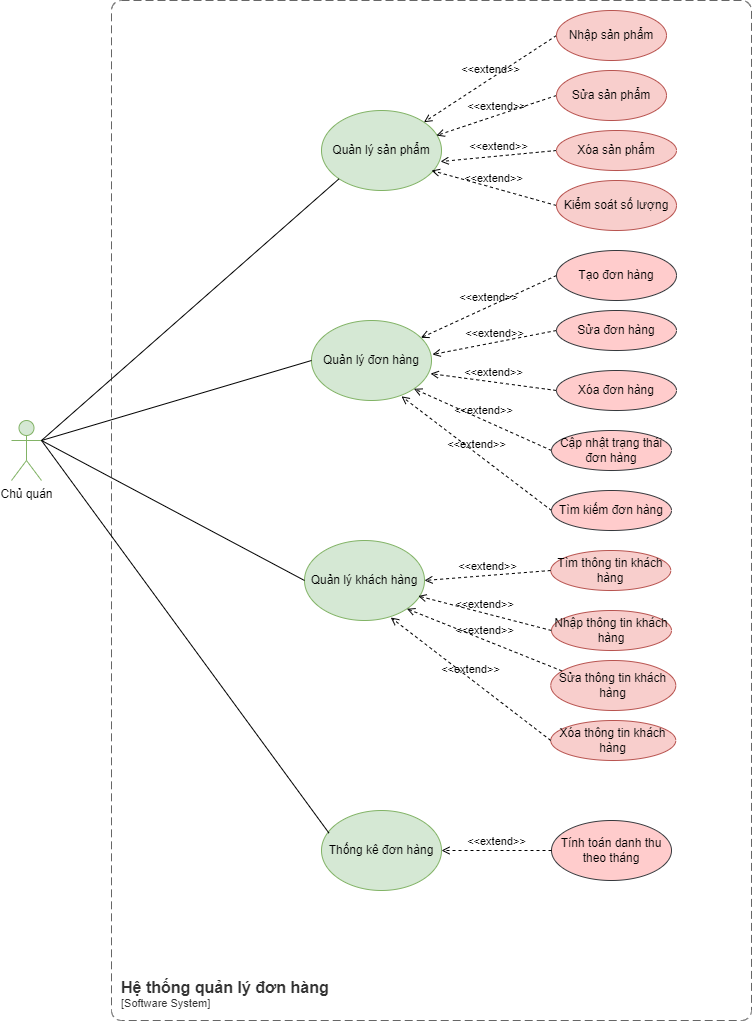 Nhập sản phẩm
<<extend>>
Sửa sản phẩm
<<extend>>
Quản lý sản phẩm
<<extend>>
Xóa sản phẩm
<<extend>>
Kiểm soát số lượng
Tạo đơn hàng
<<extend>>
Sửa đơn hàng
<<extend>>
Quản lý đơn hàng
<<extend>>
Xóa đơn hàng
<<extend>>
Cập nhật trạng thái
đơn hàng
<<extend>>
Tìm kiếm đơn hàng
Chủ quán
Tìm thông tin khách
hàng
<<extend>>
Quản lý khách hàng
<<extend>>
Nhập thông tin khách
hàng
<<extend>>
Sửa thông tin khách
hàng
<<extend>>
Xóa thông tin khách
hàng
Thống kê đơn hàng
<<extend>>
Tính toán danh thu
theo tháng
Hệ thống quản lý đơn hàng
[Software System]